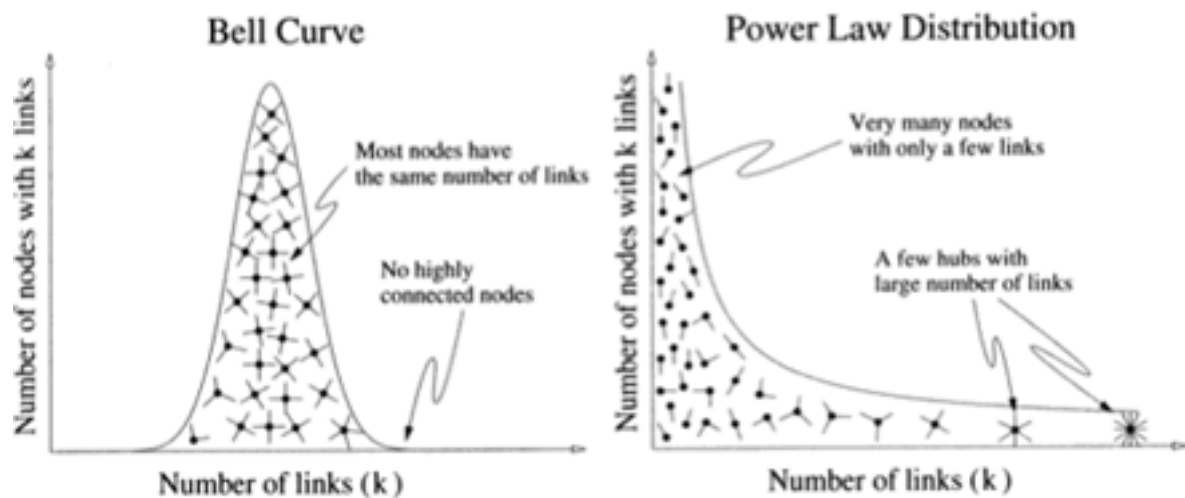 Bell Curve
Number of nodes with k links
Most nodes have
the same number of links
No highly
connected nodes
Number of links (k)
Power Law Distribution
Number of nodes with k links
Very many nodes
with only a few links
A few hubs with
large number of links
Number of links (k)